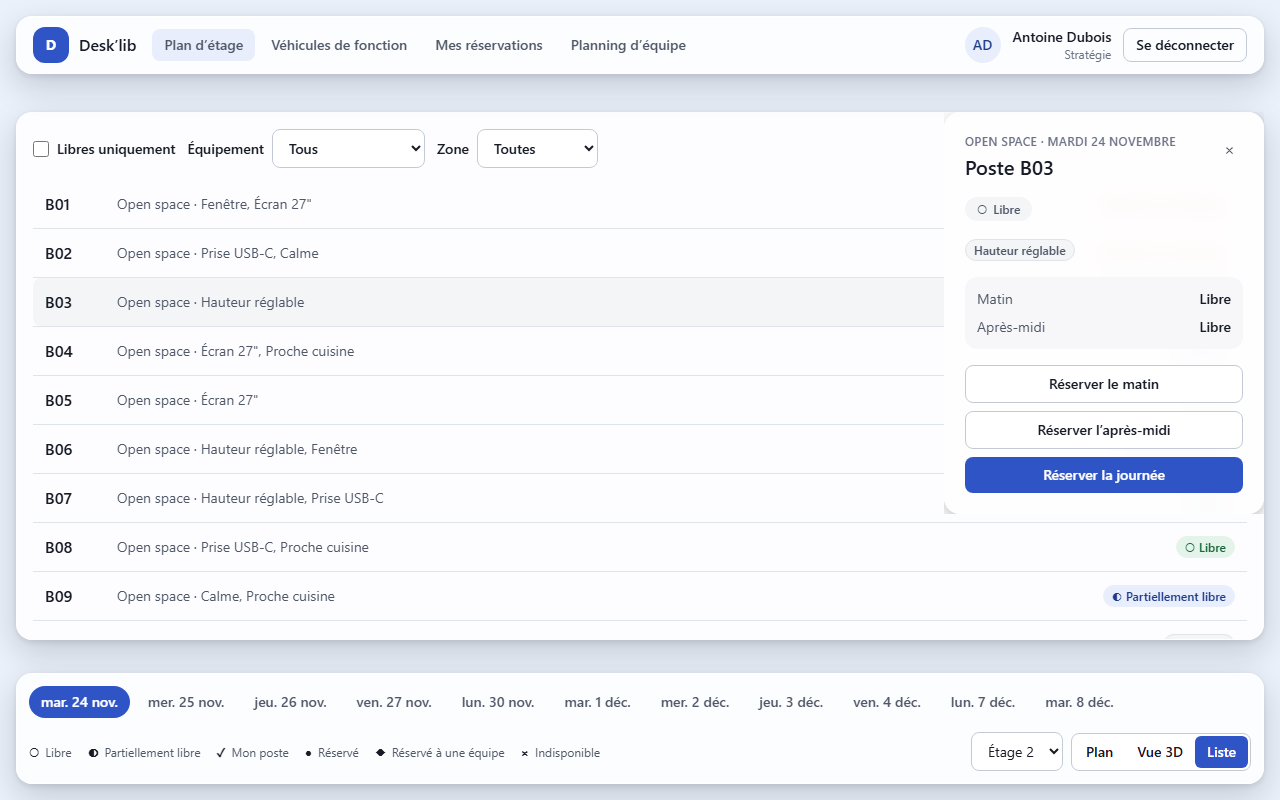 D Desk'lib Plan d'étage Véhicules de fonction Mes réservations Planning d'équipe AD Antoine Dubois Se déconnecter
Stratégie
Libres uniquement Équipement Tous Zone Toutes
B01 Open space · Fenêtre, Écran 27"
B02 Open space · Prise USB-C, Calme
B03 Open space · Hauteur réglable
B04 Open space · Écran 27", Proche cuisine
B05 Open space · Écran 27"
B06 Open space · Hauteur réglable, Fenêtre
B07 Open space · Hauteur réglable, Prise USB-C
B08 Open space · Prise USB-C, Proche cuisine ○ Libre
B09 Open space · Calme, Proche cuisine ◐ Partiellement libre
OPEN SPACE · MARDI 24 NOVEMBRE
×
Poste B03
○ Libre
Hauteur réglable
Matin Libre
Après-midi Libre
Réserver le matin
Réserver l'après-midi
Réserver la journée
mar. 24 nov. mer. 25 nov. jeu. 26 nov. ven. 27 nov. lun. 30 nov. mar. 1 déc. mer. 2 déc. jeu. 3 déc. ven. 4 déc. lun. 7 déc. mar. 8 déc.
○ Libre ◐ Partiellement libre ✓ Mon poste ● Réservé ◆ Réservé à une équipe × Indisponible Étage 2 Plan Vue 3D Liste